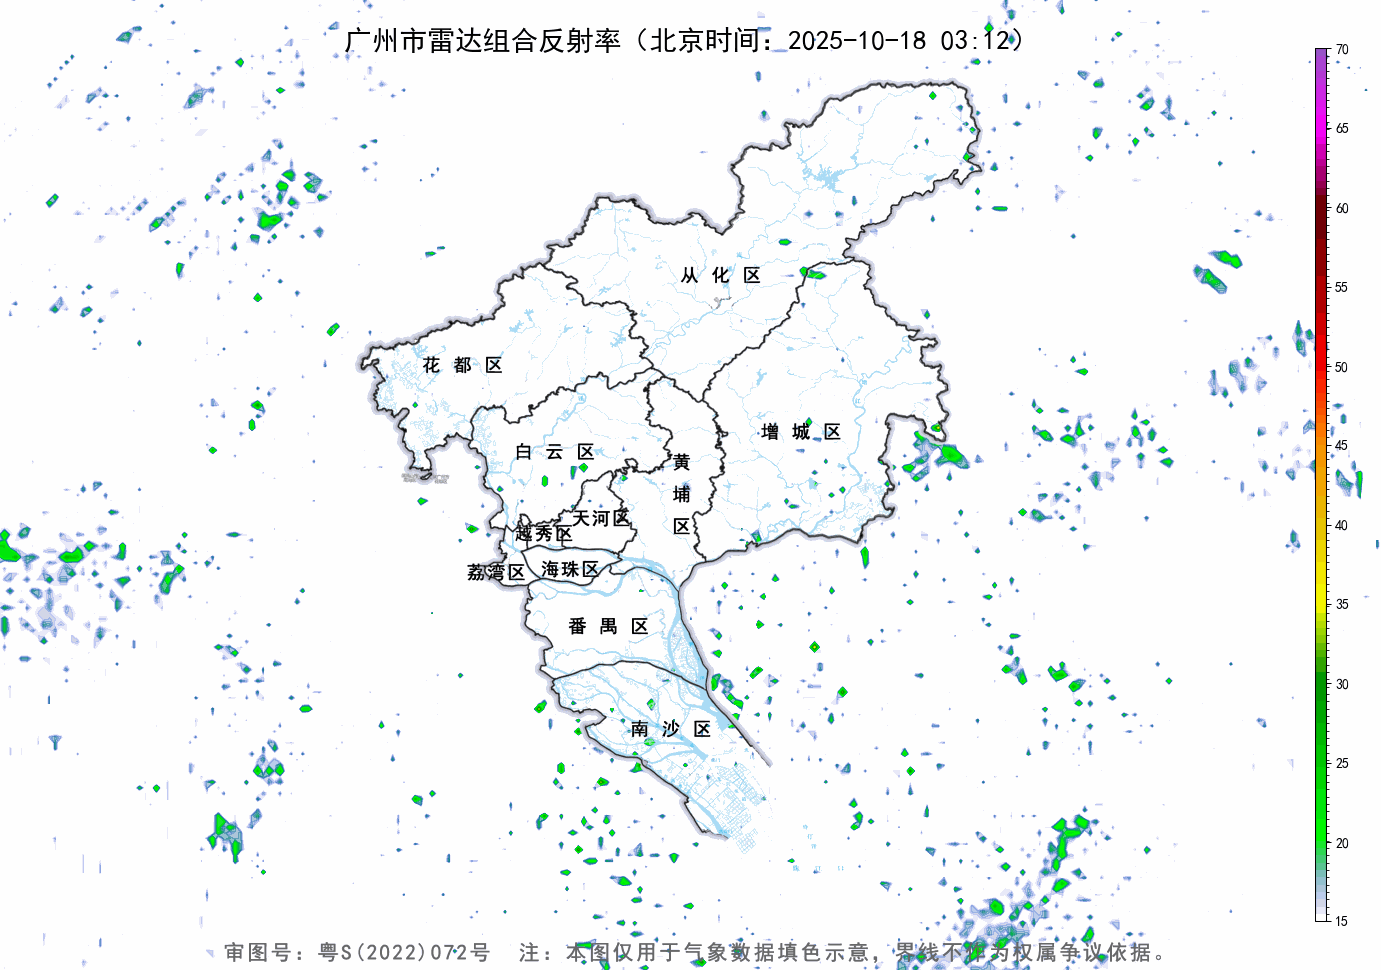 广州市雷达组合反射率（北京时间：2025-10-18 03:12）
70
65
60
55
50
45
40
35
30
25
20
15
从化区
花都区
增城区
白云区
黄埔区
天河区
越秀区
荔湾区
海珠区
番禺区
南沙区
审图号：粤S(2022)072号 注：本图仅用于气象数据填色示意，界线不作为权属争议依据。